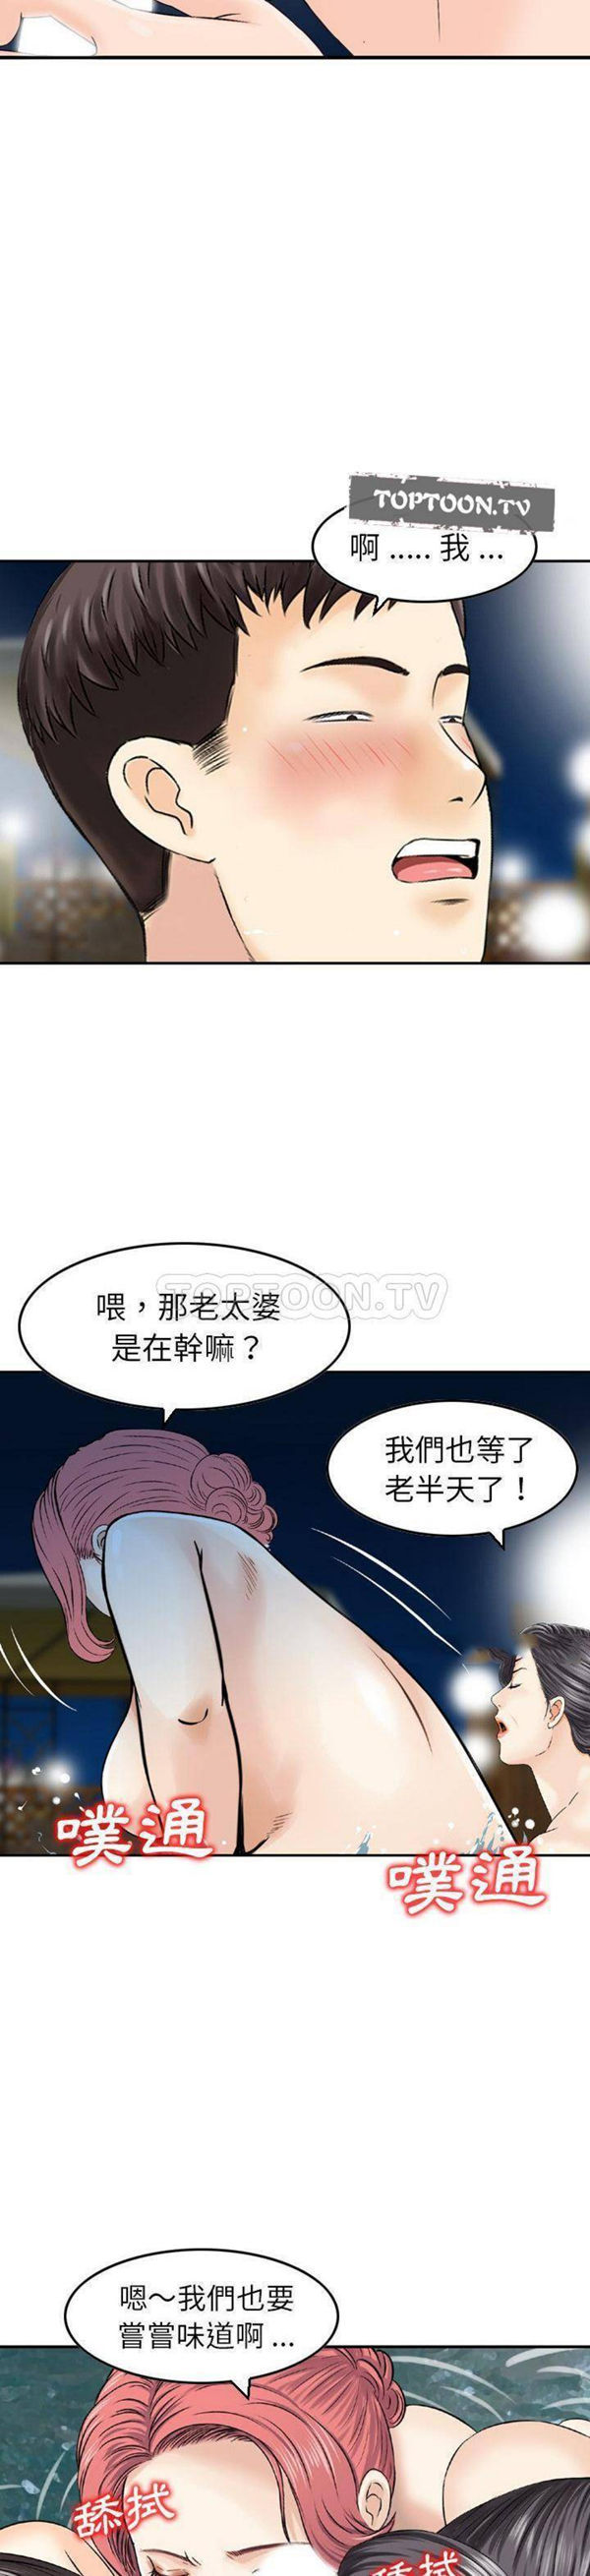 TOPTOON.TV
啊 ..... 我 ...
TOPTOON.TV
喂，那老太婆
是在幹嘛？
我們也等了
老半天了！
噗通
噗通
嗯～我們也要
嘗嘗味道啊 ...
舔拭
舔拭